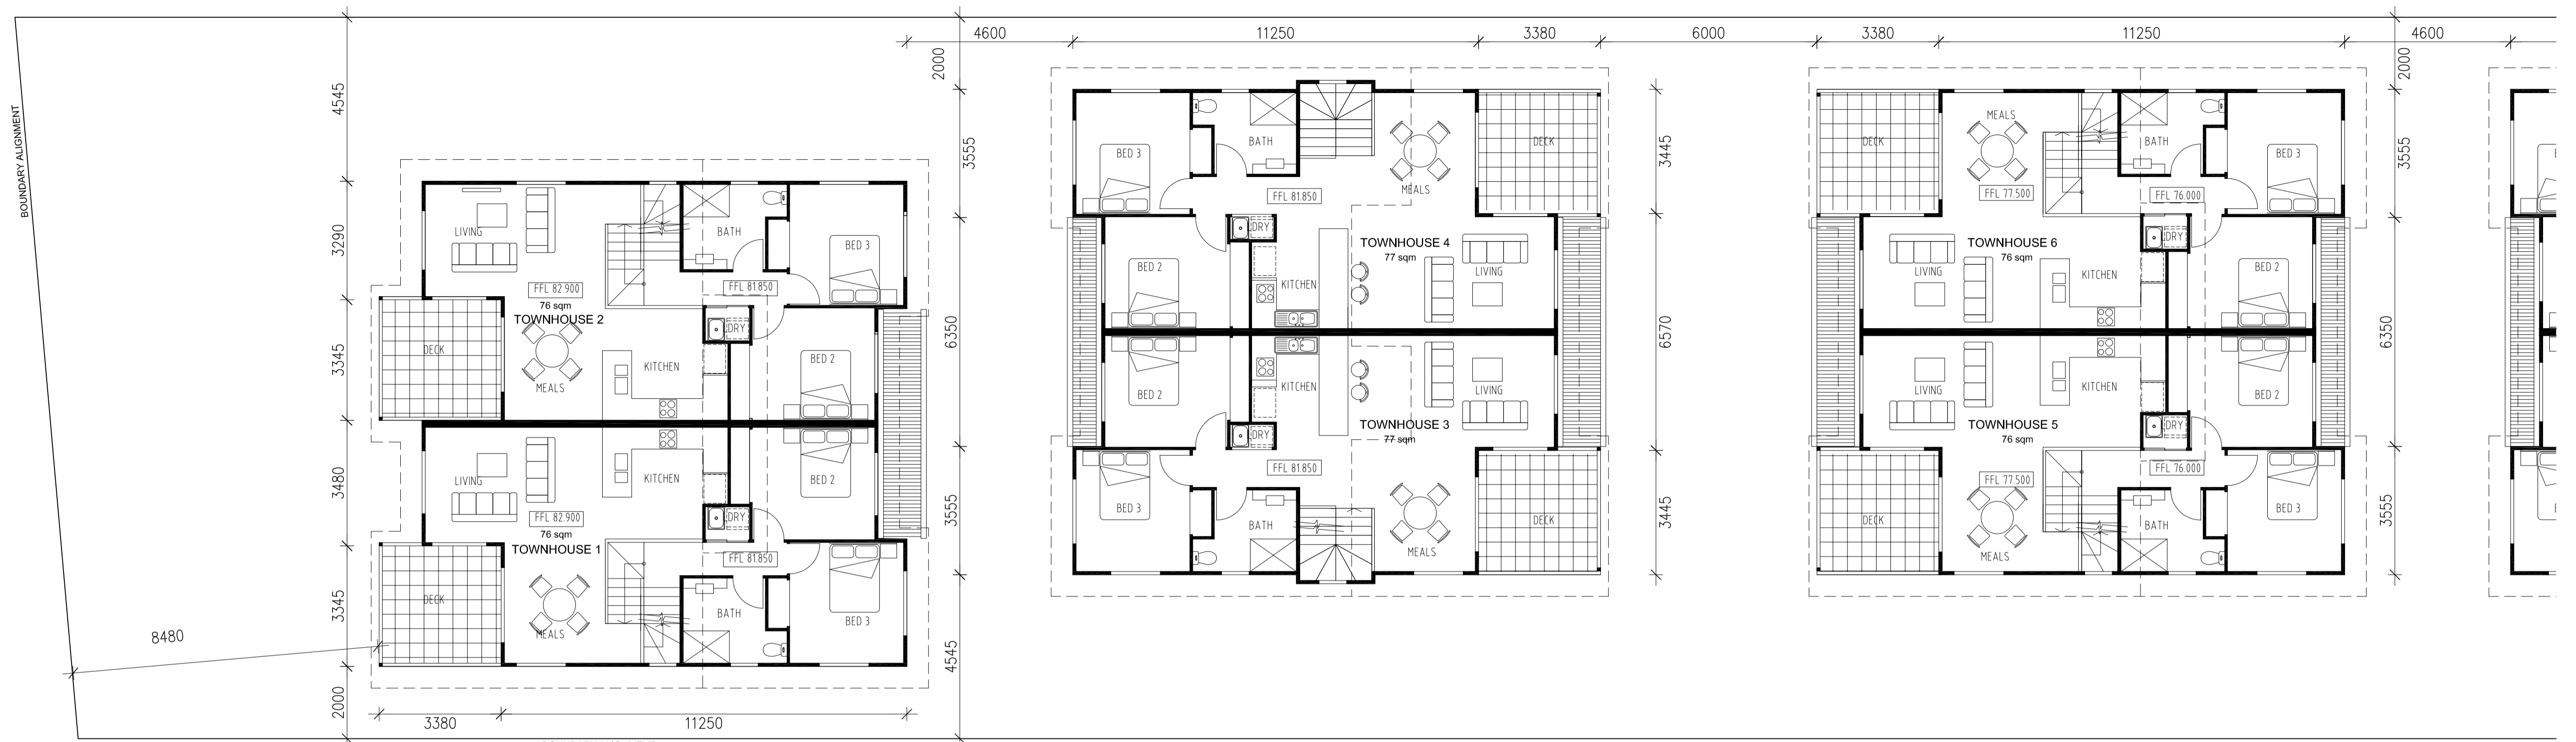 4600
11250
3380
6000
3380
11250
4600
BOUNDARY ALIGNMENT
4545
3290
3345
3480
3345
2000
8480
3380
11250
LIVING
BATH
BED 3
FFL 82.900
76 sqm
TOWNHOUSE 2
FFL 81.850
DECK
MEALS
KITCHEN
DRY
BED 2
LIVING
KITCHEN
BED 2
FFL 82.900
76 sqm
TOWNHOUSE 1
DRY
FFL 81.850
DECK
MEALS
BATH
BED 3
2000
3555
6350
3555
4545
BED 3
BATH
MEALS
DECK
FFL 81.850
DRY
TOWNHOUSE 4
77 sqm
BED 2
KITCHEN
LIVING
BED 2
KITCHEN
LIVING
TOWNHOUSE 3
77 sqm
DRY
FFL 81.850
BED 3
BATH
MEALS
DECK
3445
6570
3445
DECK
MEALS
BATH
BED 3
FFL 77.500
FFL 76.000
TOWNHOUSE 6
76 sqm
DRY
LIVING
KITCHEN
BED 2
LIVING
KITCHEN
BED 2
TOWNHOUSE 5
76 sqm
DRY
FFL 76.000
FFL 77.500
DECK
MEALS
BATH
BED 3
2000
3555
6350
3555